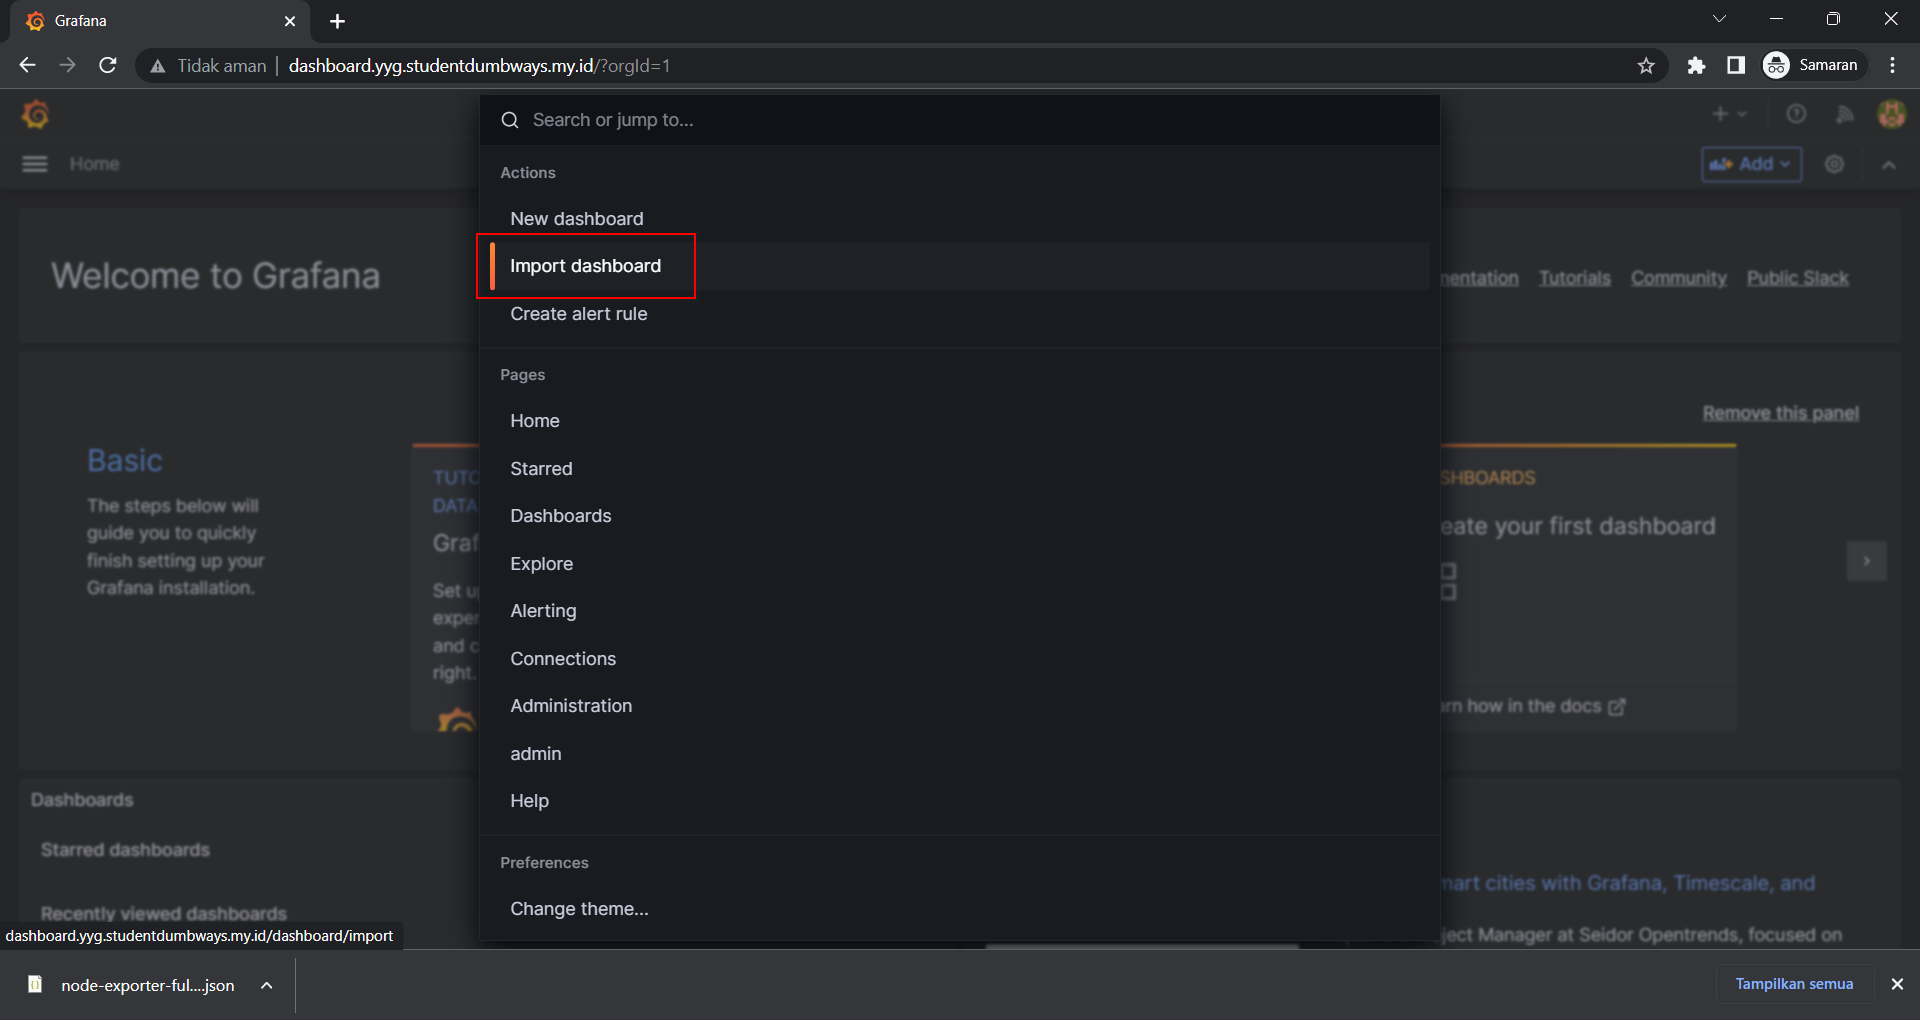 Grafana
Tidak aman
dashboard.yyg.studentdumbways.my.id/?orgId=1
Samaran
Search or jump to...
Home
Add
Actions
New dashboard
Import dashboard
Create alert rule
Welcome to Grafana
mentation Tutorials Community Public Slack
Pages
Home
Starred
Dashboards
Explore
Alerting
Connections
Administration
admin
Help
Remove this panel
Basic
The steps below will
guide you to quickly
finish setting up your
Grafana installation.
TUTO
DATA
Graf
Set u
exper
and c
right.
SHBOARDS
eate your first dashboard
rn how in the docs
Dashboards
Starred dashboards
Recently viewed dashboards
Preferences
Change theme...
mart cities with Grafana, Timescale, and
ject Manager at Seidor Opentrends, focused on
dashboard.yyg.studentdumbways.my.id/dashboard/import
node-exporter-ful....json
Tampilkan semua